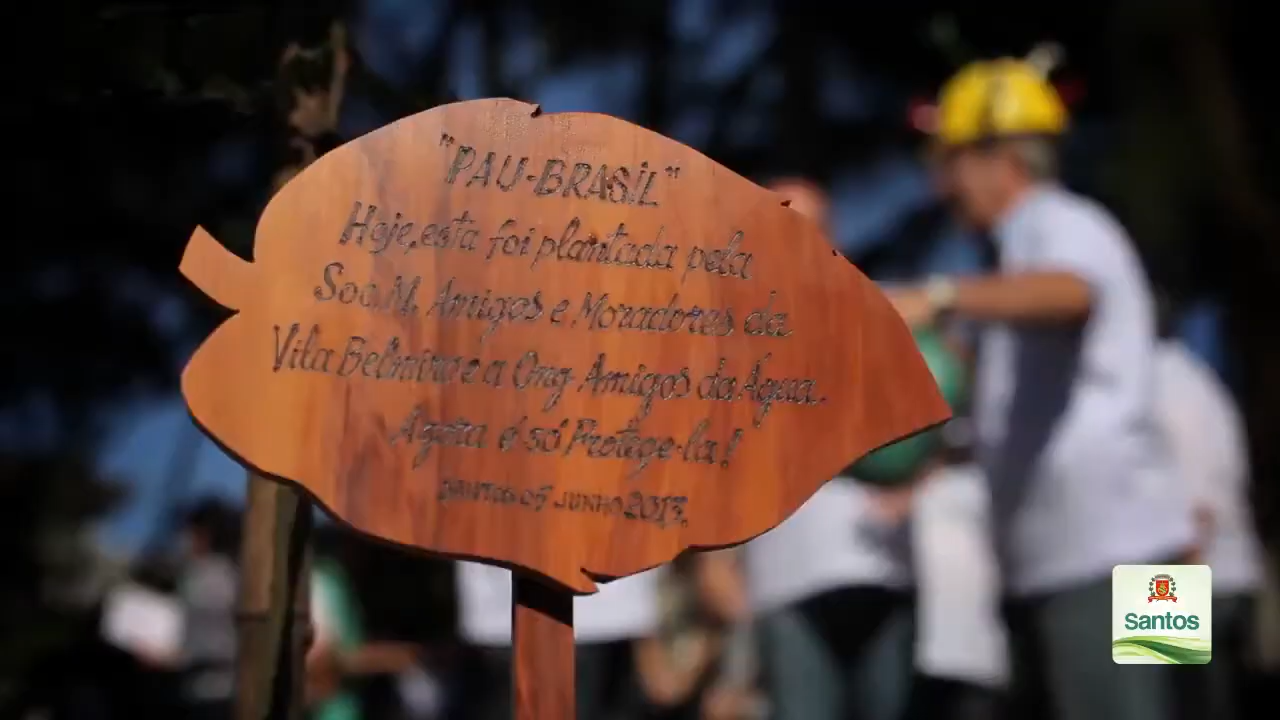 "PAU-BRASiL"
Hoje, esta foi plantada pela
Soc. M. Amigos e Moradores da
Vila Belmiro e a Ong Amigos da Água.
Agora é só Protege-la!
SANTOS JUNHO 2013.
Santos